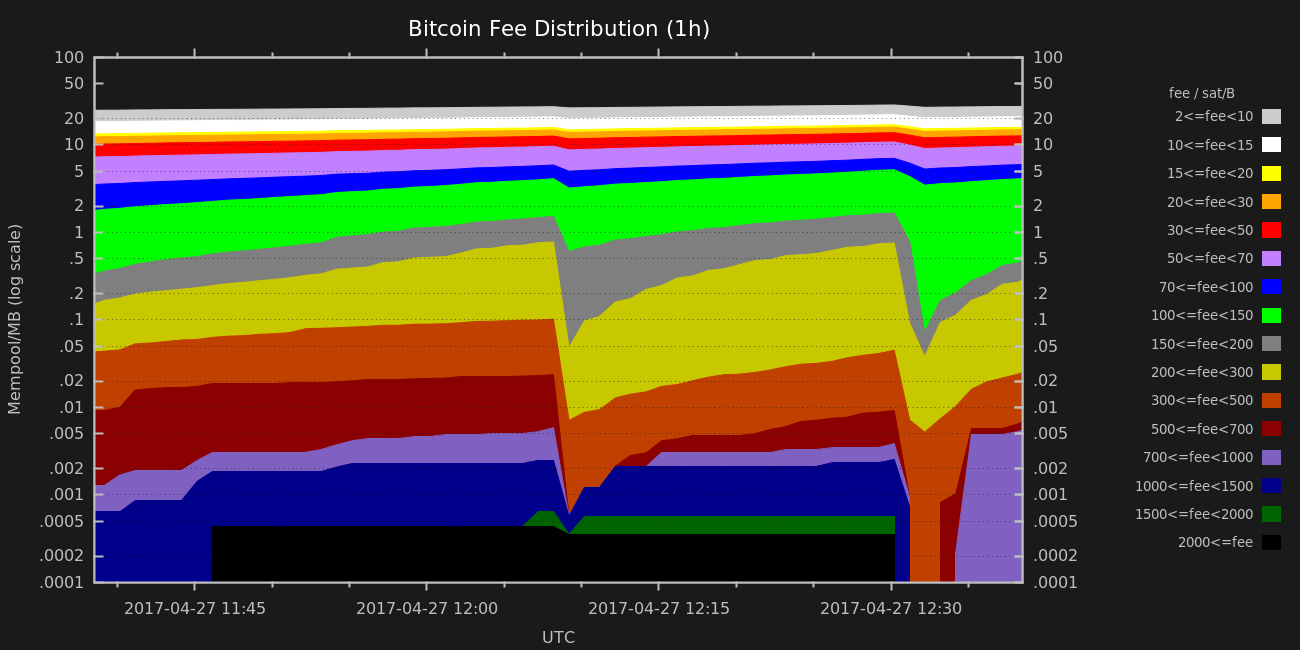 Bitcoin Fee Distribution (1h)
100 100
50 50
20 20
10 10
5 5
2 2
1 1
.5 .5
.2 .2
.1 .1
.05 .05
.02 .02
.01 .01
.005 .005
.002 .002
.001 .001
.0005 .0005
.0002 .0002
.0001 .0001
Mempool/MB (log scale)
2017-04-27 11:45 2017-04-27 12:00 2017-04-27 12:15 2017-04-27 12:30
UTC
fee / sat/B
2<=fee<10
10<=fee<15
15<=fee<20
20<=fee<30
30<=fee<50
50<=fee<70
70<=fee<100
100<=fee<150
150<=fee<200
200<=fee<300
300<=fee<500
500<=fee<700
700<=fee<1000
1000<=fee<1500
1500<=fee<2000
2000<=fee